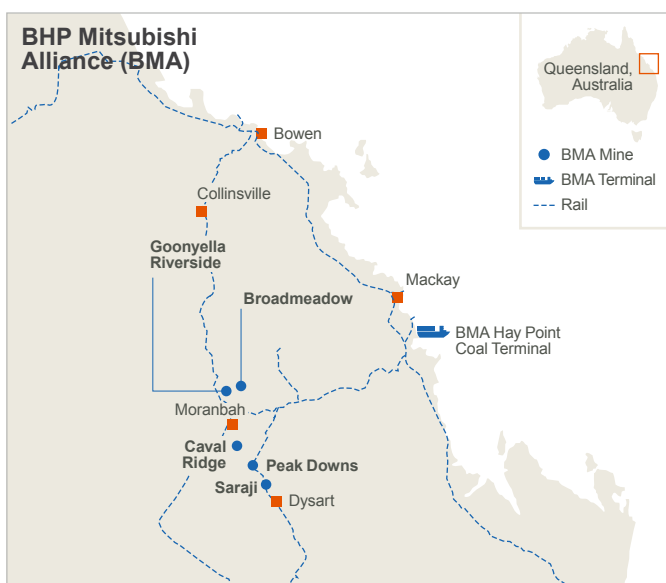 BHP Mitsubishi
Alliance (BMA)
Queensland,
Australia
BMA Mine
BMA Terminal
Rail
Bowen
Collinsville
Goonyella
Riverside
Broadmeadow
Mackay
BMA Hay Point
Coal Terminal
Moranbah
Caval
Ridge
Peak Downs
Saraji
Dysart